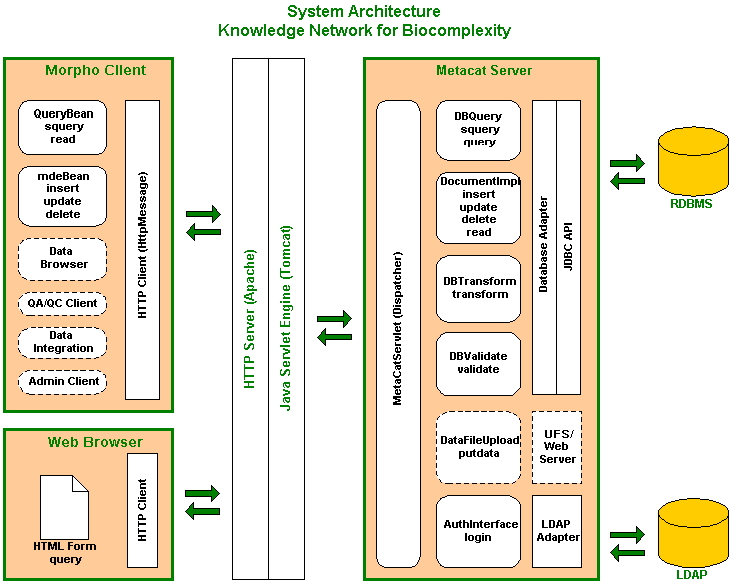 System Architecture
Knowledge Network for Biocomplexity
Morpho Client
QueryBean
squery
read
mdeBean
insert
update
delete
Data
Browser
QA/QC Client
Data
Integration
Admin Client
HTTP Client (HttpMessage)
Web Browser
HTML Form
query
HTTP Client
HTTP Server (Apache)
Java Servlet Engine (Tomcat)
Metacat Server
MetaCatServlet (Dispatcher)
DBQuery
squery
query
DocumentImpl
insert
update
delete
read
DBTransform
transform
DBValidate
validate
DataFileUpload
putdata
AuthInterface
login
Database Adapter
JDBC API
UFS/
Web
Server
LDAP
Adapter
RDBMS
LDAP